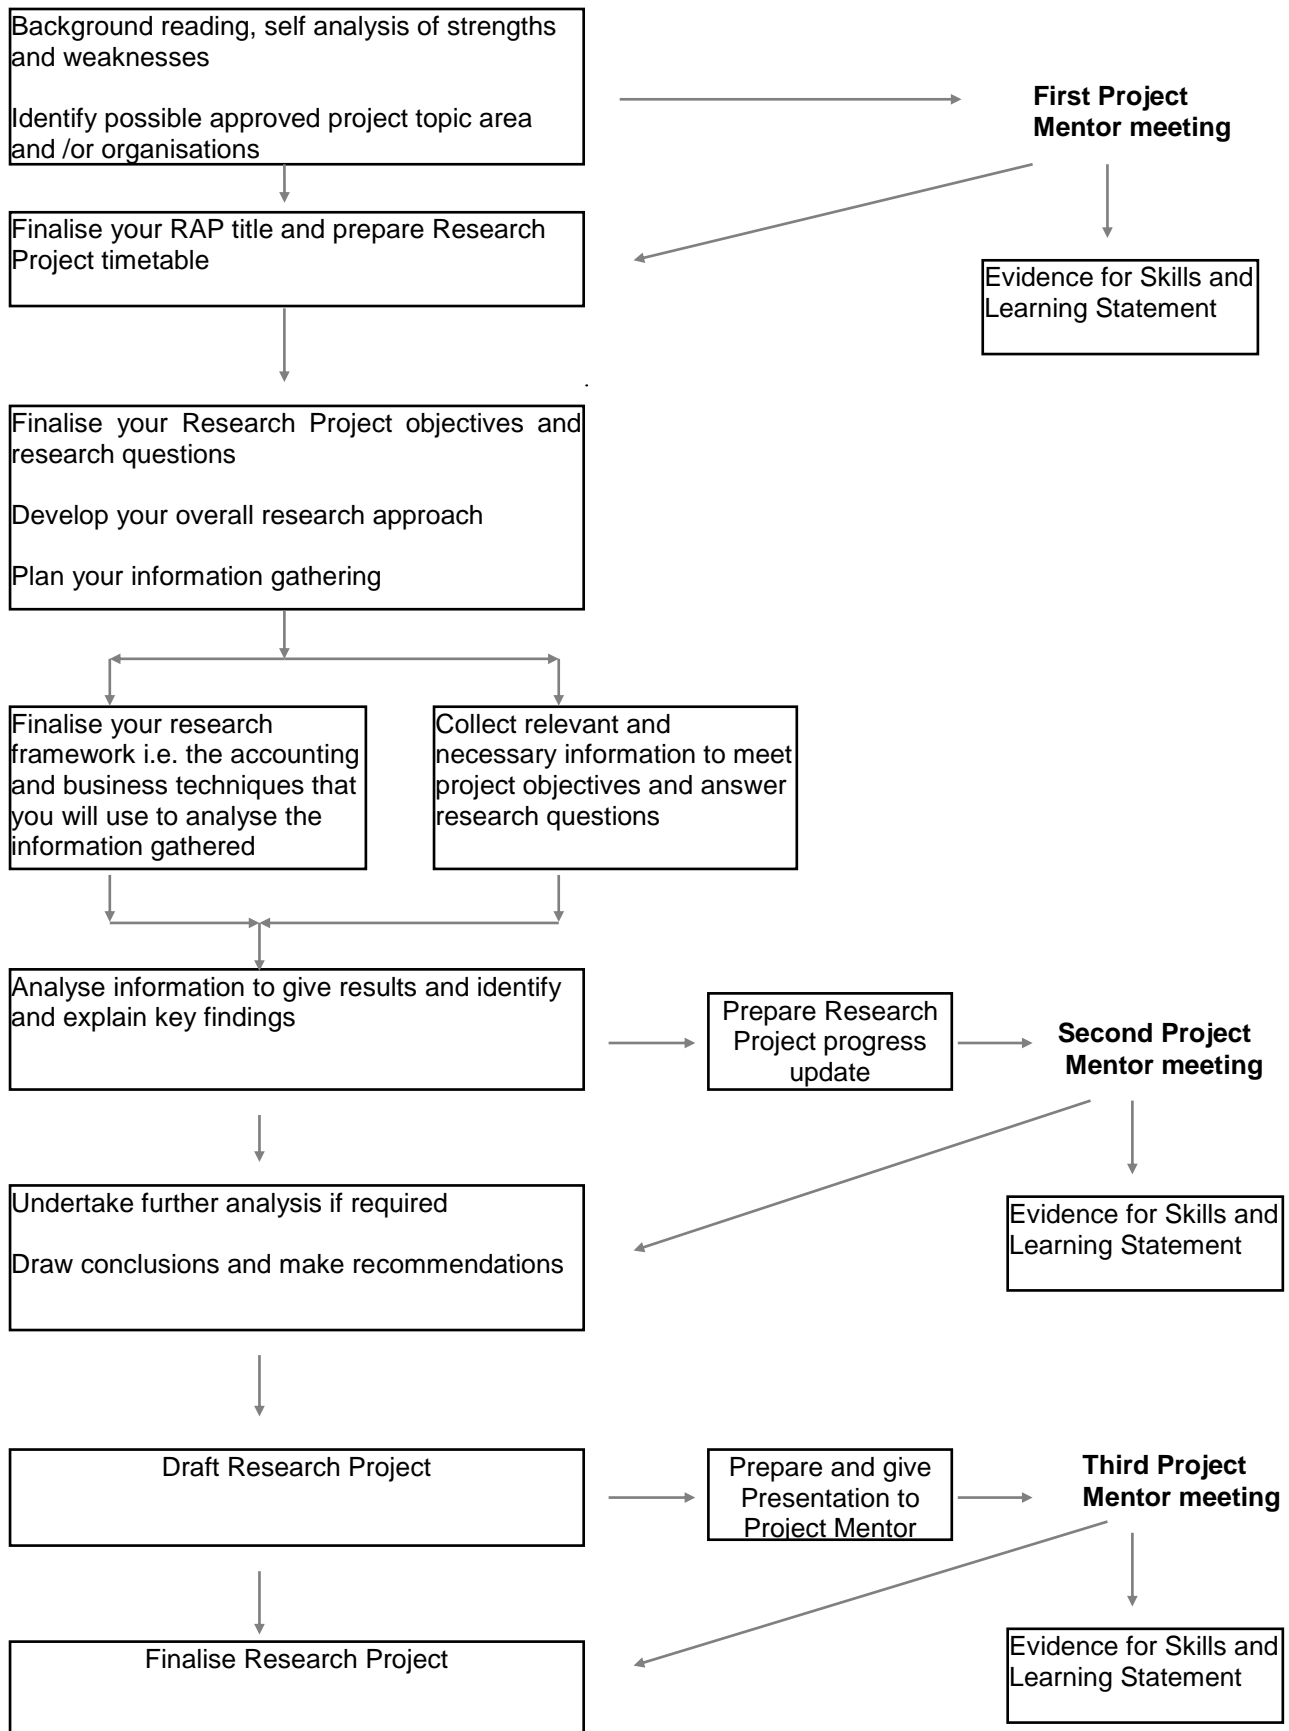 Background reading, self analysis of strengths
and weaknesses
Identify possible approved project topic area
and /or organisations
First Project
Mentor meeting
Finalise your RAP title and prepare Research
Project timetable
Evidence for Skills and
Learning Statement
.
Finalise your Research Project objectives and
research questions
Develop your overall research approach
Plan your information gathering
Finalise your research
framework i.e. the accounting
and business techniques that
you will use to analyse the
information gathered
Collect relevant and
necessary information to meet
project objectives and answer
research questions
Analyse information to give results and identify
and explain key findings
Prepare Research
Project progress
update
Second Project
Mentor meeting
Undertake further analysis if required
Draw conclusions and make recommendations
Evidence for Skills and
Learning Statement
Draft Research Project
Prepare and give
Presentation to
Project Mentor
Third Project
Mentor meeting
Finalise Research Project
Evidence for Skills and
Learning Statement